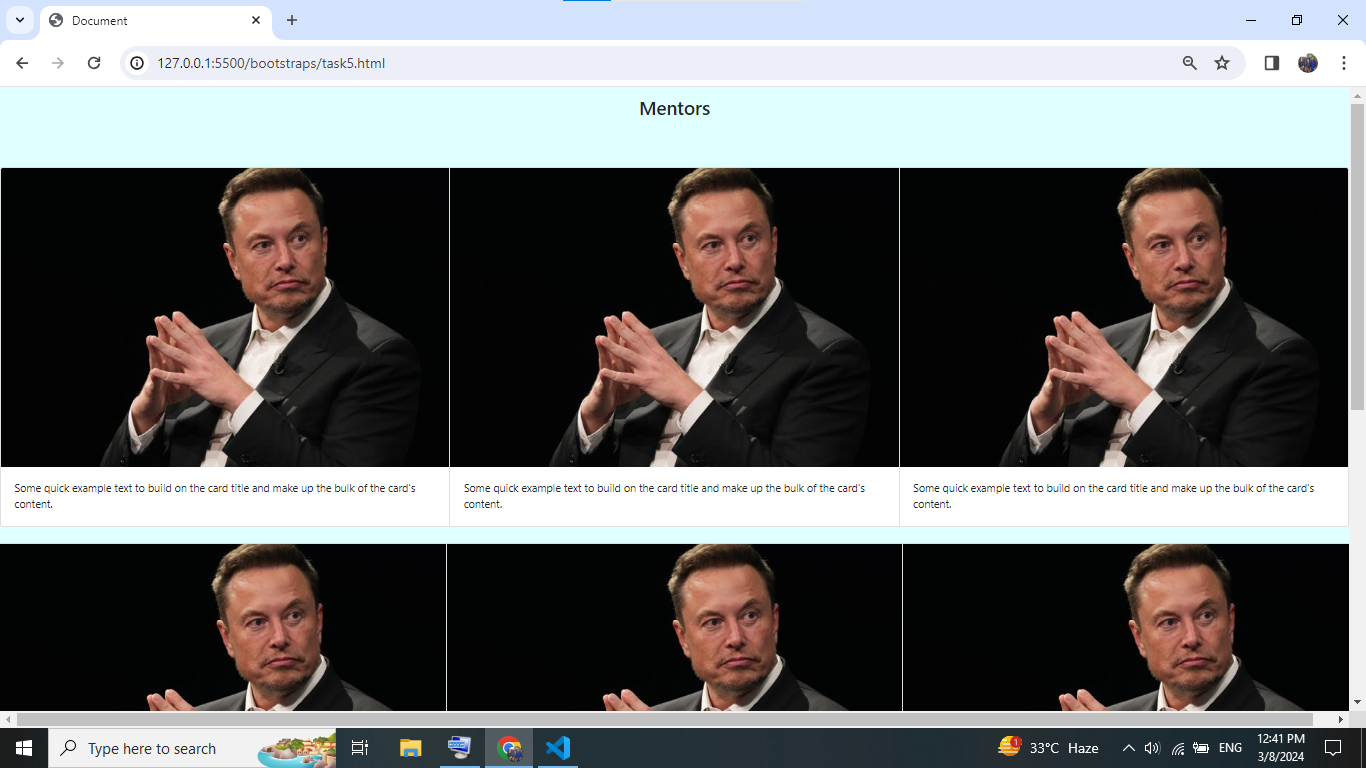 Document
127.0.0.1:5500/bootstraps/task5.html
Mentors
Some quick example text to build on the card title and make up the bulk of the card's
content.
Some quick example text to build on the card title and make up the bulk of the card's
content.
Some quick example text to build on the card title and make up the bulk of the card's
content.
Type here to search
1
33°C Haze
ENG
12:41 PM
3/8/2024